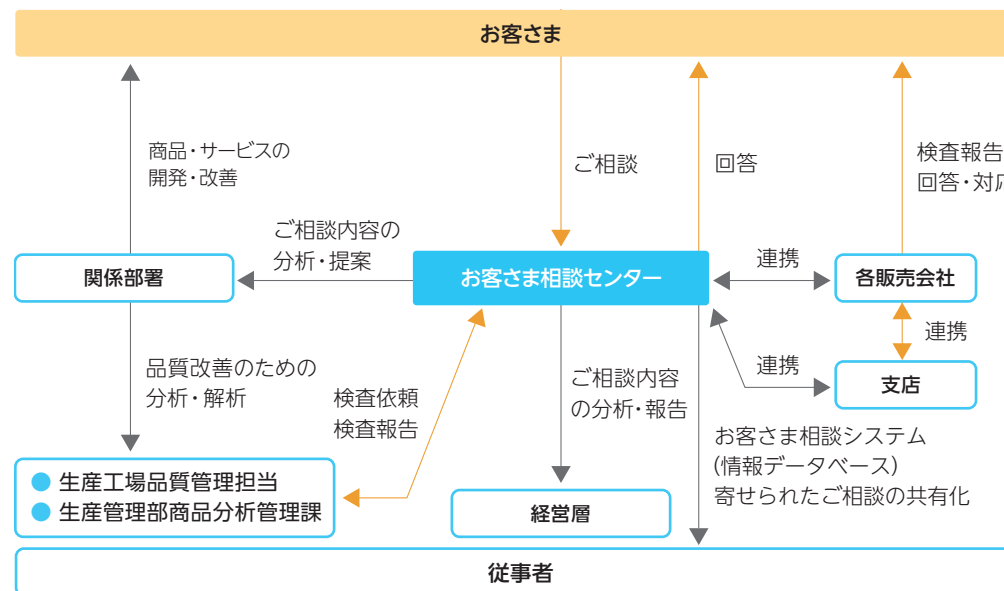 お客さま
商品・サービスの
開発・改善
ご相談
回答
検査報告
回答・対応
ご相談内容の
分析・提案
関係部署
お客さま相談センター
連携
各販売会社
連携
支店
連携
品質改善のための
分析・解析
検査依頼
検査報告
ご相談内容
の分析・報告
お客さま相談システム
(情報データベース)
寄せられたご相談の共有化
● 生産工場品質管理担当
● 生産管理部商品分析管理課
経営層
従事者